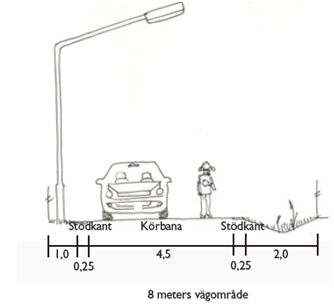 Stödkant Körbana Stödkant
1,0 4,5 2,0
0,25 0,25
8 meters vägområde